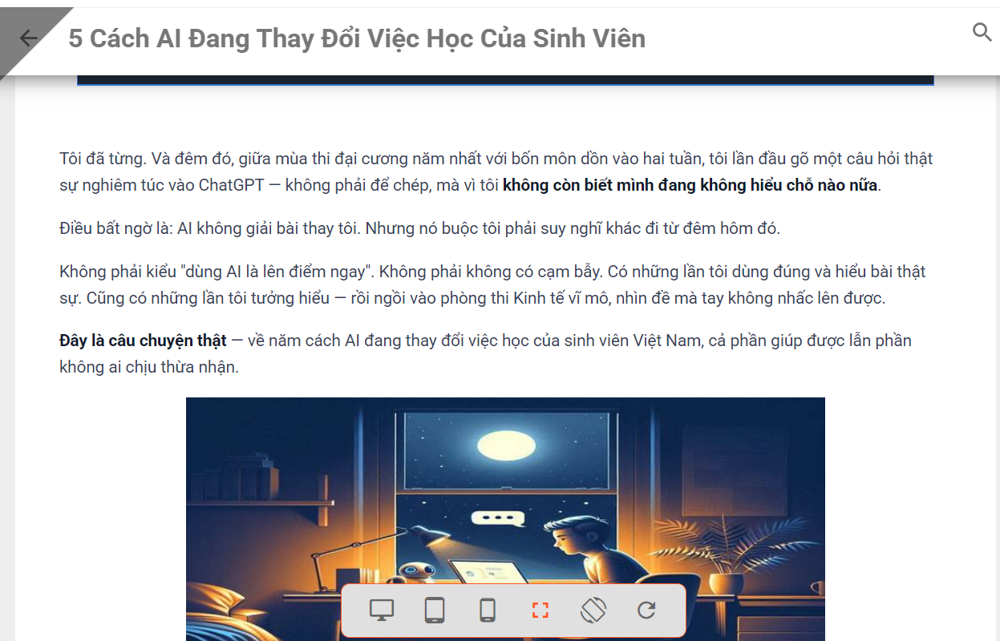 5 Cách AI Đang Thay Đổi Việc Học Của Sinh Viên
Tôi đã từng. Và đêm đó, giữa mùa thi đại cương năm nhất với bốn môn dồn vào hai tuần, tôi lần đầu gõ một câu hỏi thật
sự nghiêm túc vào ChatGPT — không phải để chép, mà vì tôi không còn biết mình đang không hiểu chỗ nào nữa.
Điều bất ngờ là: AI không giải bài thay tôi. Nhưng nó buộc tôi phải suy nghĩ khác đi từ đêm hôm đó.
Không phải kiểu "dùng AI là lên điểm ngay". Không phải không có cạm bẫy. Có những lần tôi dùng đúng và hiểu bài thật
sự. Cũng có những lần tôi tưởng hiểu — rồi ngồi vào phòng thi Kinh tế vĩ mô, nhìn đề mà tay không nhấc lên được.
Đây là câu chuyện thật — về năm cách AI đang thay đổi việc học của sinh viên Việt Nam, cả phần giúp được lẫn phần
không ai chịu thừa nhận.